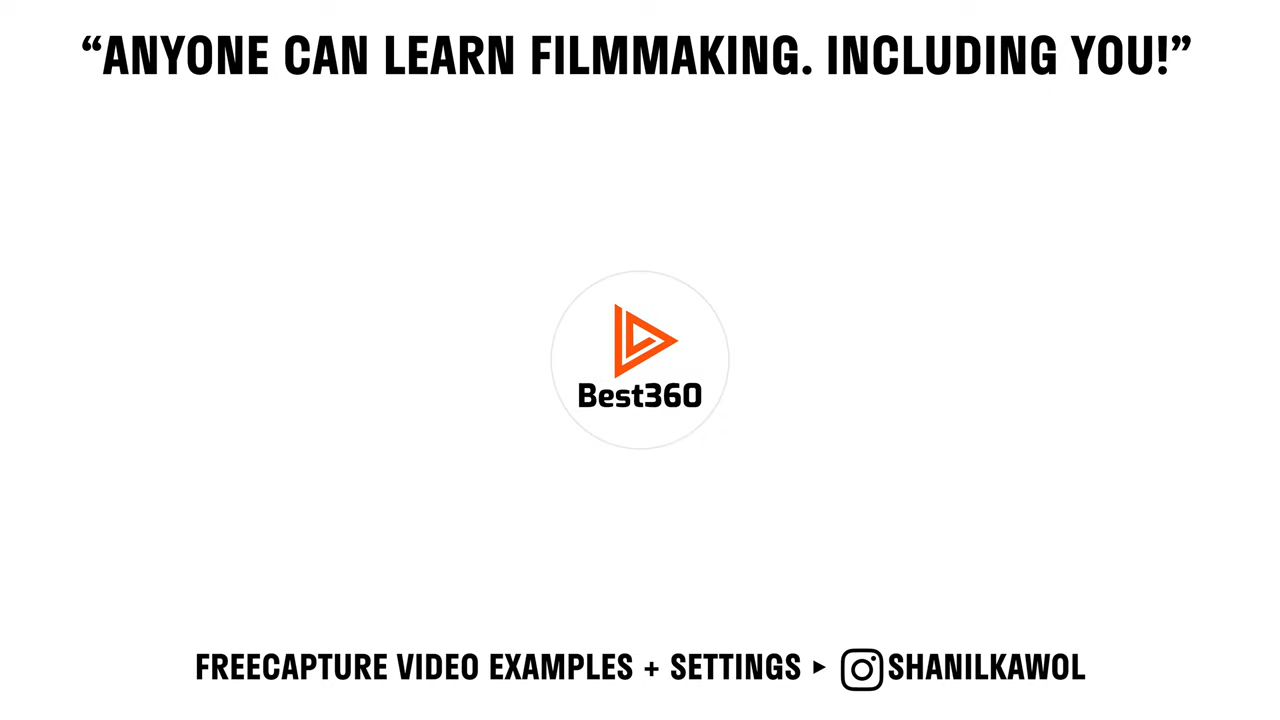 “ANYONE CAN LEARN FILMMAKING. INCLUDING YOU!”
Best360
FREECAPTURE VIDEO EXAMPLES + SETTINGS ▸ SHANILKAWOL